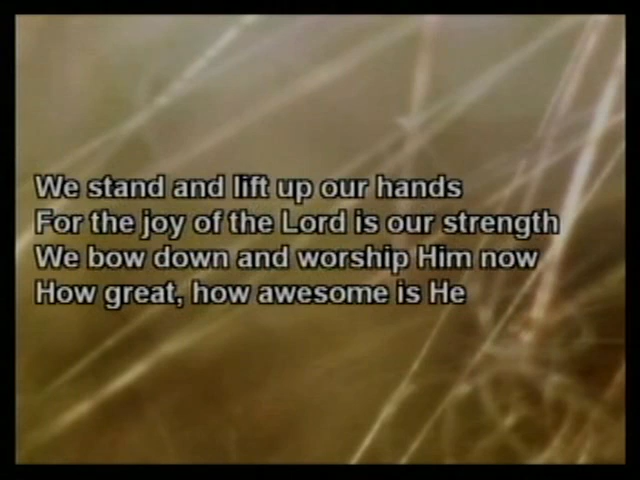 We stand and lift up our hands
For the joy of the Lord is our strength
We bow down and worship Him now
How great, how awesome is He